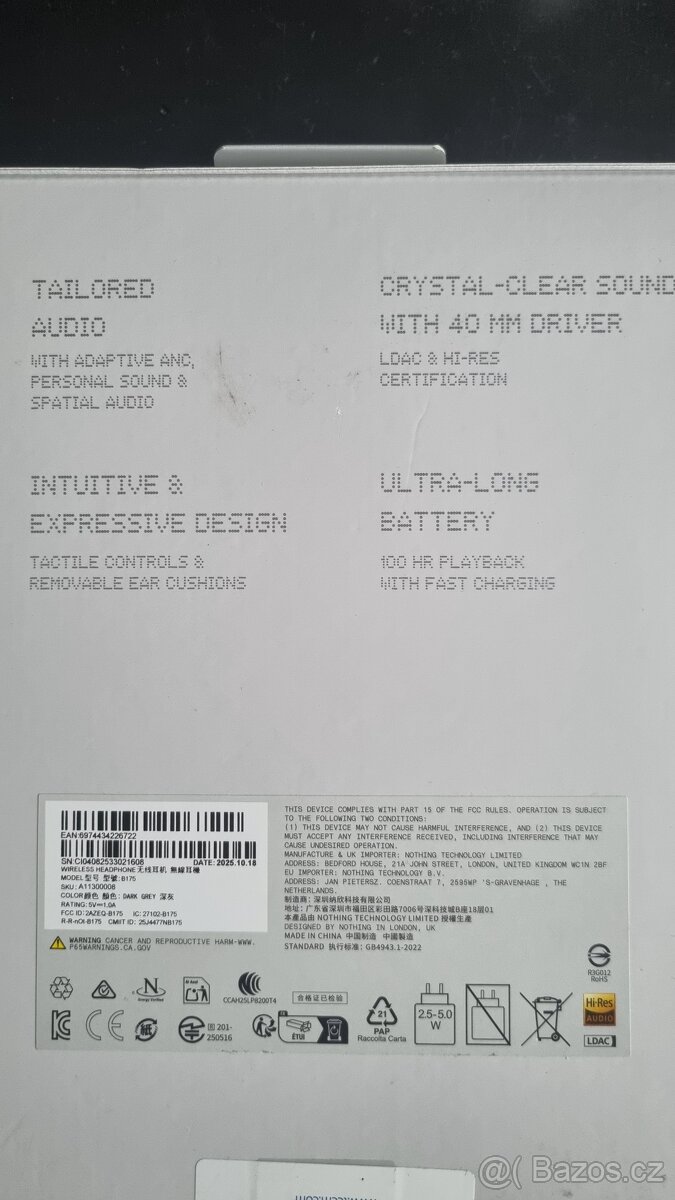 TAILORED
AUDIO
WITH ADAPTIVE ANC,
PERSONAL SOUND &
SPATIAL AUDIO
CRYSTAL-CLEAR SOUND
WITH 40 MM DRIVER
LDAC & HI-RES
CERTIFICATION
INTUITIVE &
EXPRESSIVE DESIGN
TACTILE CONTROLS &
REMOVABLE EAR CUSHIONS
ULTRA-LONG
BATTERY
100 HR PLAYBACK
WITH FAST CHARGING
EAN:6974434226722
SN:CI04082533021608 DATE: 2025.10.18
WIRELESS HEADPHONE 无线耳机 無線耳機
MODEL 型号 型號:B175
SKU: A11300008
COLOR颜色 顏色: DARK GREY 深灰
RATING: 5V⎓1.0A
FCC ID: 2AZEQ-B175 IC: 27102-B175
R-R-nOt-B175 CMIIT ID: 25J4477NB175
WARNING CANCER AND REPRODUCTIVE HARM-WWW.
P65WARNINGS.CA.GOV
THIS DEVICE COMPLIES WITH PART 15 OF THE FCC RULES. OPERATION IS SUBJECT
TO THE FOLLOWING TWO CONDITIONS:
(1) THIS DEVICE MAY NOT CAUSE HARMFUL INTERFERENCE, AND (2) THIS DEVICE
MUST ACCEPT ANY INTERFERENCE RECEIVED, INCLUDING INTERFERENCE THAT MAY
CAUSE UNDESIRED OPERATION.
MANUFACTURE & UK IMPORTER: NOTHING TECHNOLOGY LIMITED
ADDRESS: BEDFORD HOUSE, 21A JOHN STREET, LONDON, UNITED KINGDOM WC1N 2BF
EU IMPORTER: NOTHING TECHNOLOGY B.V.
ADDRESS: JAN PIETERSZ. COENSTRAAT 7, 2595WP 'S-GRAVENHAGE , THE
NETHERLANDS.
制造商: 深圳纳欣科技有限公司
地址: 广东省深圳市福田区彩田路7006号深科技城B座18层01
本產品由 NOTHING TECHNOLOGY LIMITED 授權生產
DESIGNED BY NOTHING IN LONDON, UK
MADE IN CHINA 中国制造 中國製造
STANDARD 执行标准: GB4943.1-2022
R3G012
RoHS
N
Energy Verified
CCAH25LP8200T4
合格证已检验
21
PAP
Raccolta Carta
2.5-5.0
W
Hi-Res
AUDIO
LDAC
CE
紙
201-
250516
ÉTUI
@ Bazos.cz